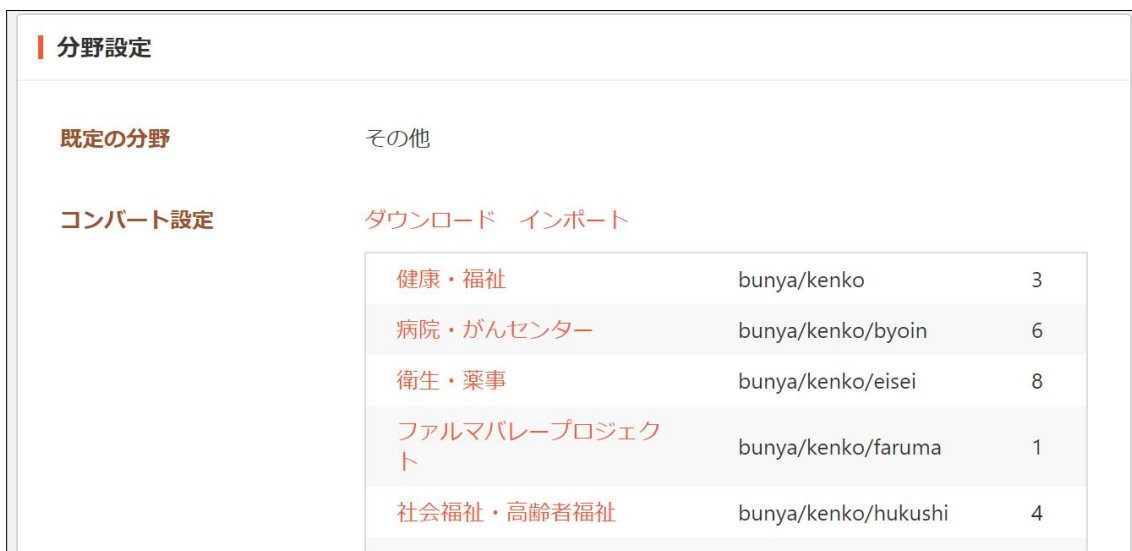 分野設定
既定の分野 その他
コンバート設定 ダウンロード インポート
健康・福祉 bunya/kenko 3
病院・がんセンター bunya/kenko/byoin 6
衛生・薬事 bunya/kenko/eisei 8
ファルマバレープロジェク
ト bunya/kenko/faruma 1
社会福祉・高齢者福祉 bunya/kenko/hukushi 4